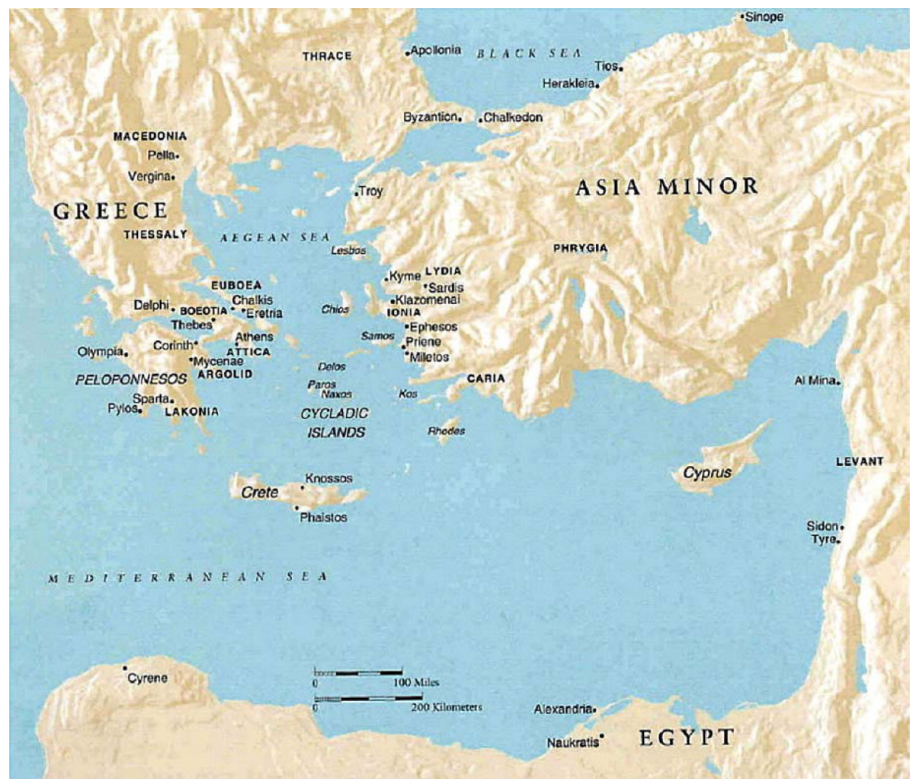 Sinope
BLACK SEA
Apollonia
THRACE
Tios
Herakleia
Byzantion
Chalkedon
MACEDONIA
Pella
Vergina
Troy
ASIA MINOR
GREECE
THESSALY
AEGEAN SEA
Lesbos
PHRYGIA
LYDIA
Kyme
Sardis
EUBOEA
Chalkis
Klazomenai
Delphi
BOEOTIA
Eretria
Chios
IONIA
Thebes
Ephesos
Athens
Samos
Corinth
Priene
Olympia
ATTICA
Miletos
Mycenae
Delos
ARGOLID
PELOPONNESOS
CARIA
Al Mina
Paros
Naxos
Kos
Sparta
Pylos
LAKONIA
CYCLADIC
ISLANDS
Rhodes
LEVANT
Cyprus
Knossos
Crete
Phaistos
Sidon
Tyre
MEDITERRANEAN SEA
Cyrene
0 100 Miles
0 200 Kilometers
Alexandria
EGYPT
Naukratis